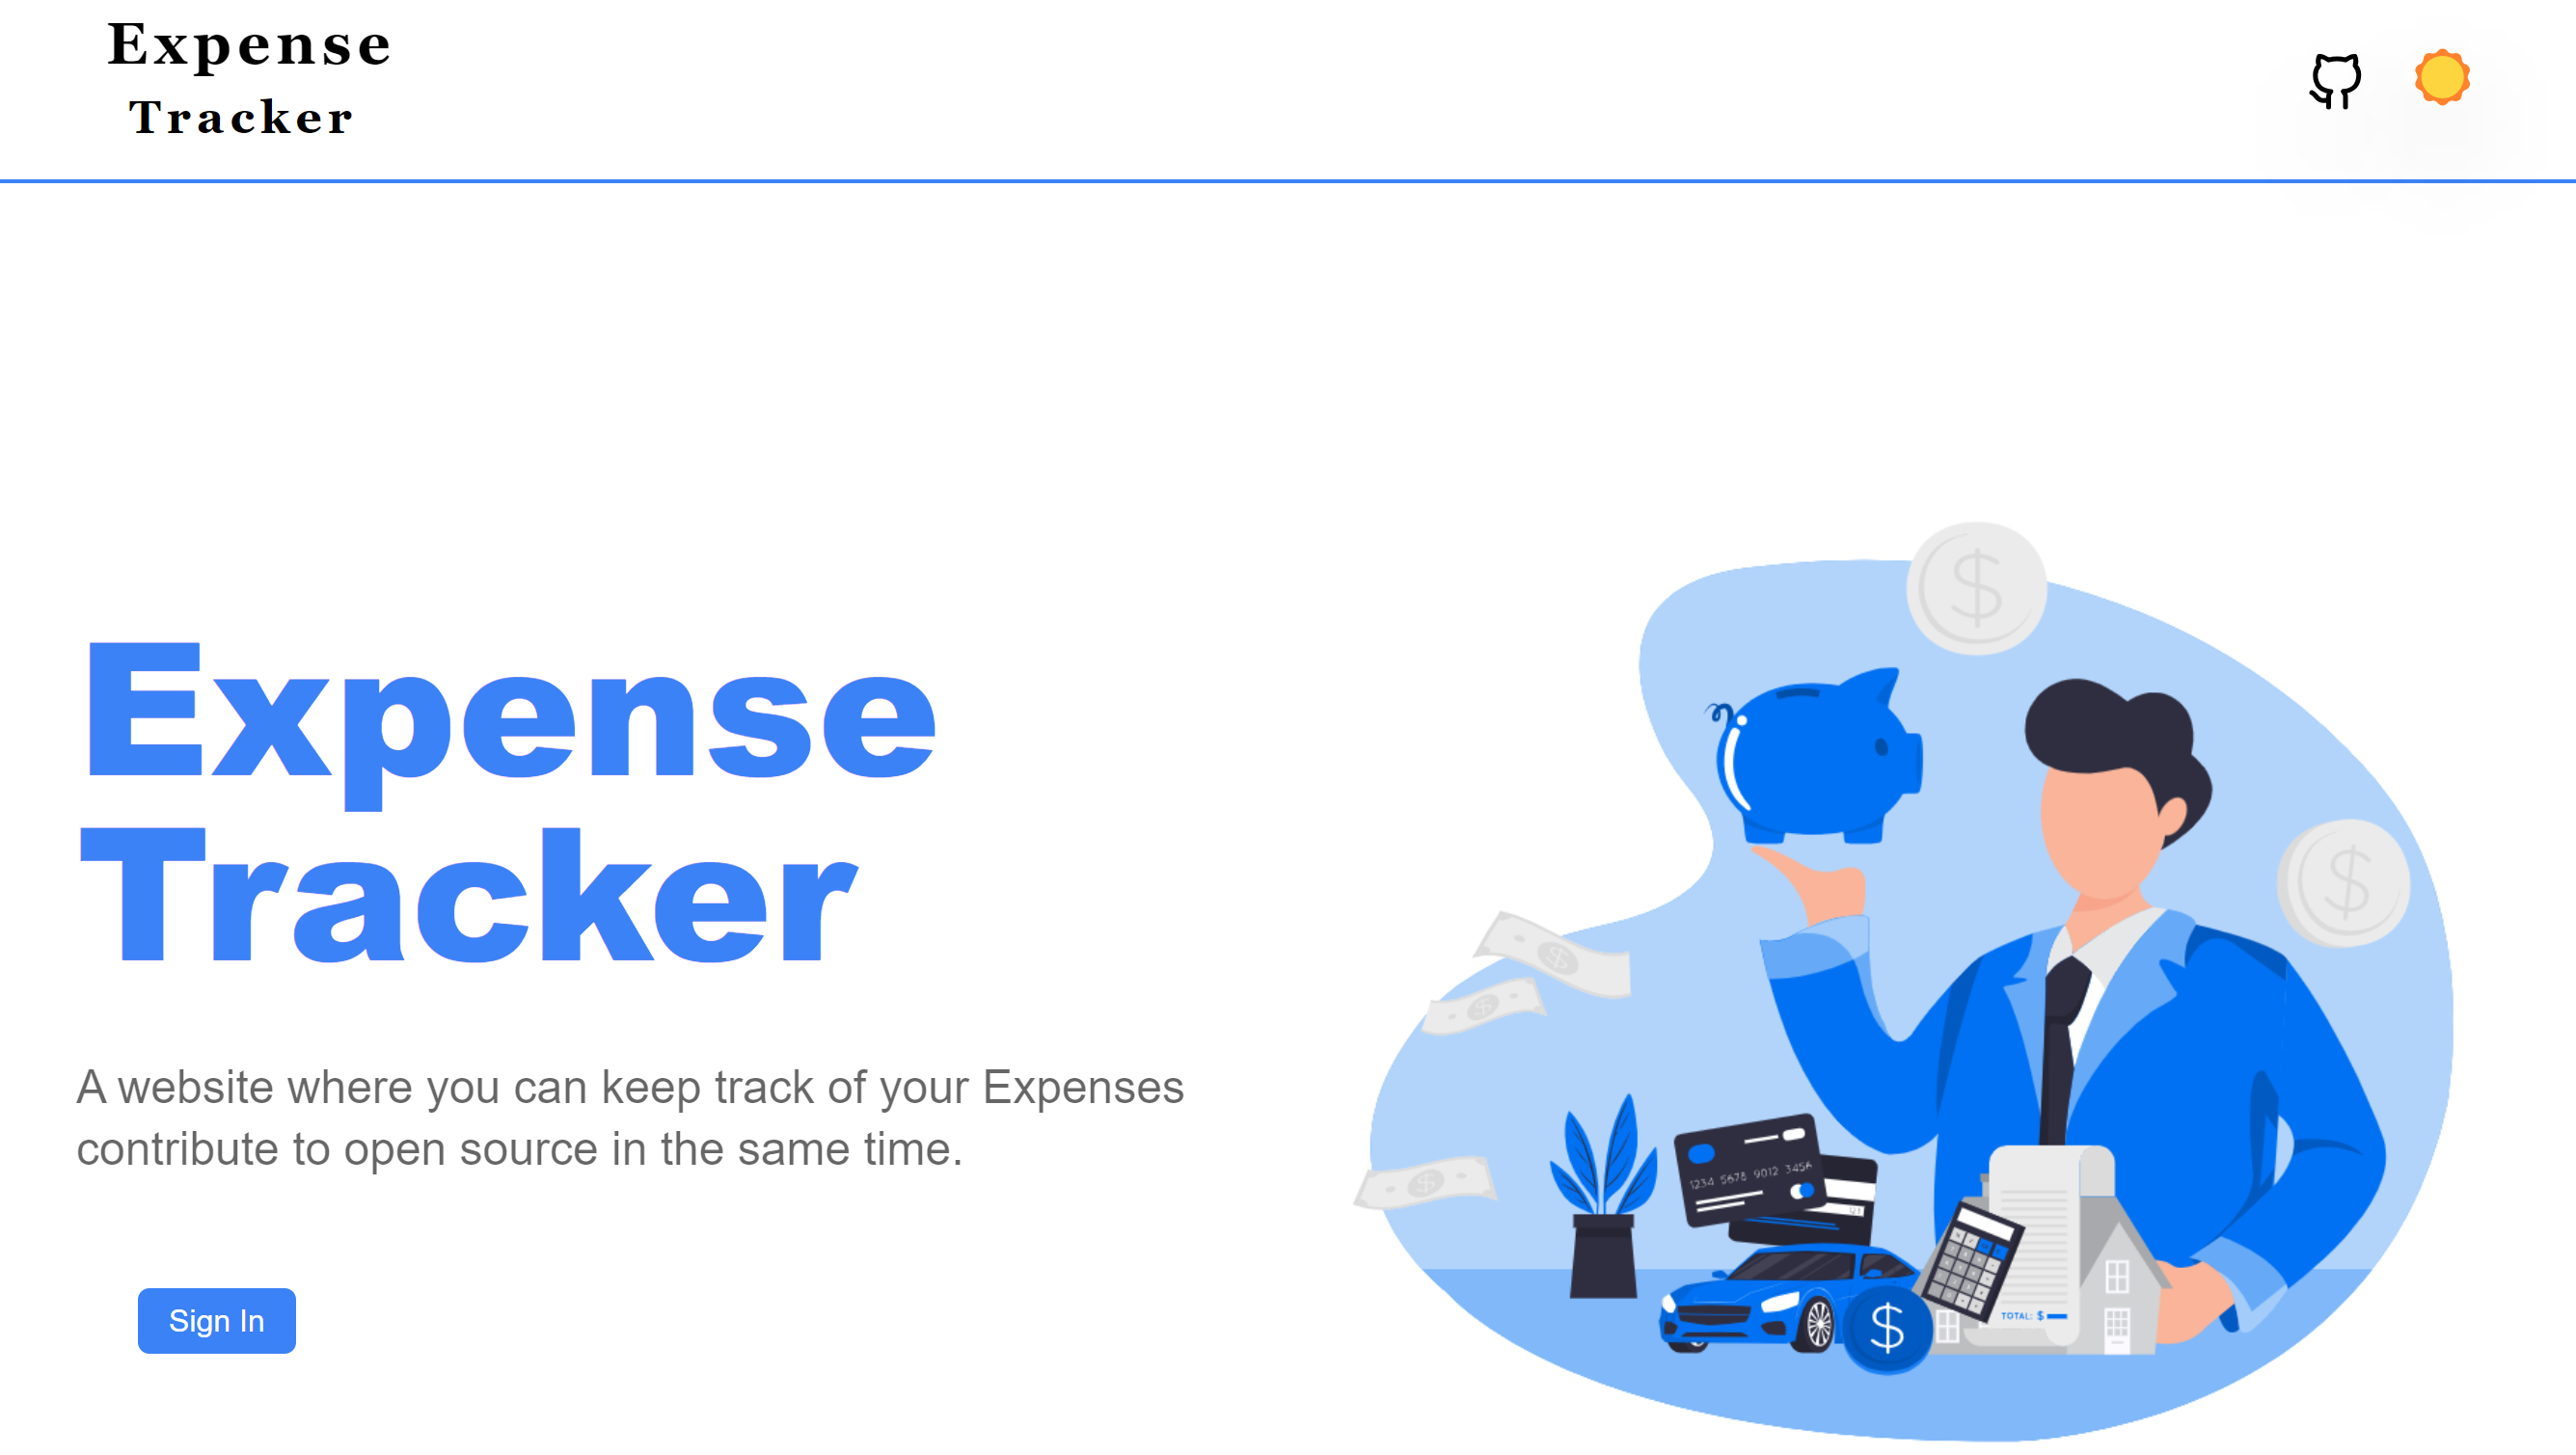 Expense
Tracker
Expense
Tracker
A website where you can keep track of your Expenses
contribute to open source in the same time.
Sign In
1234 5678 9012 3456
TOTAL: $